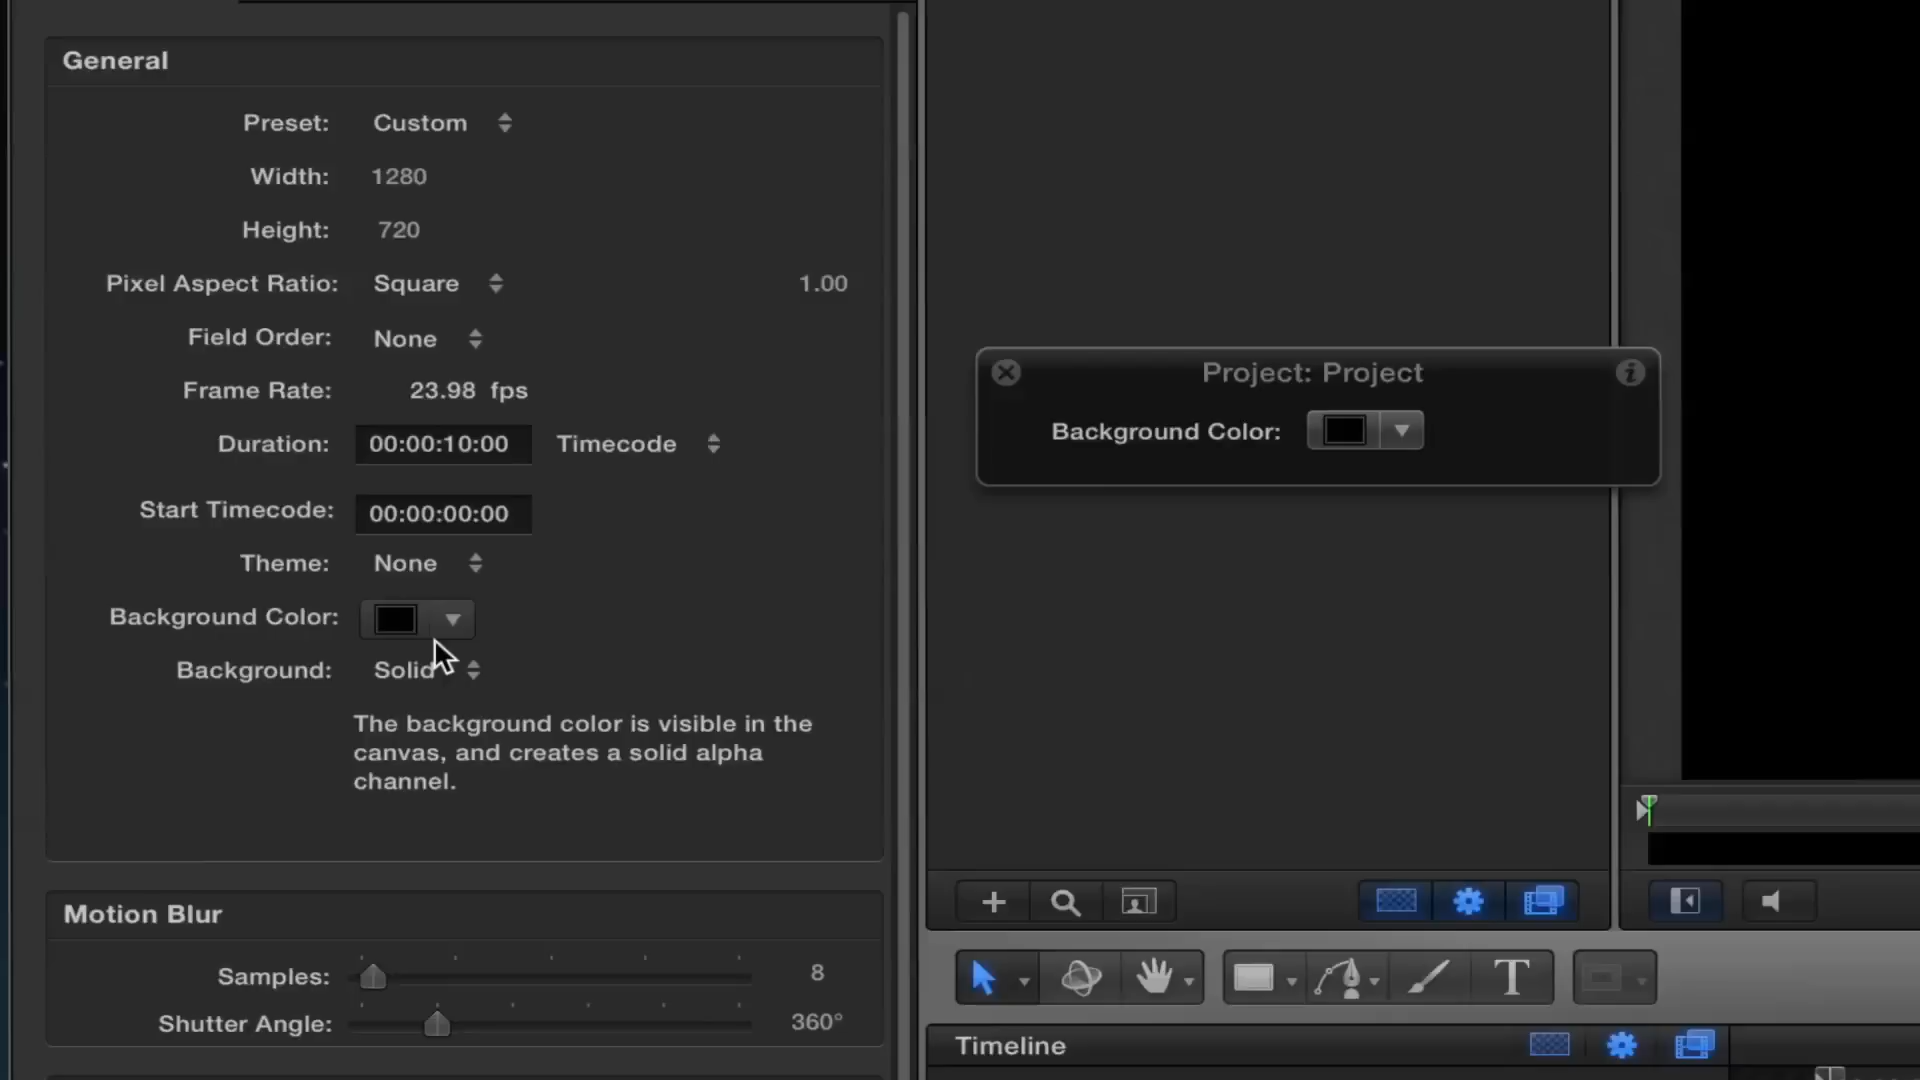 General
Preset: Custom
Width: 1280
Height: 720
Pixel Aspect Ratio: Square 1.00
Field Order: None
Frame Rate: 23.98 fps
Duration: 00:00:10:00 Timecode
Start Timecode: 00:00:00:00
Theme: None
Background Color:
Background: Solid
The background color is visible in the
canvas, and creates a solid alpha
channel.
Motion Blur
Samples: 8
Shutter Angle: 360°
Project: Project
Background Color:
T
Timeline